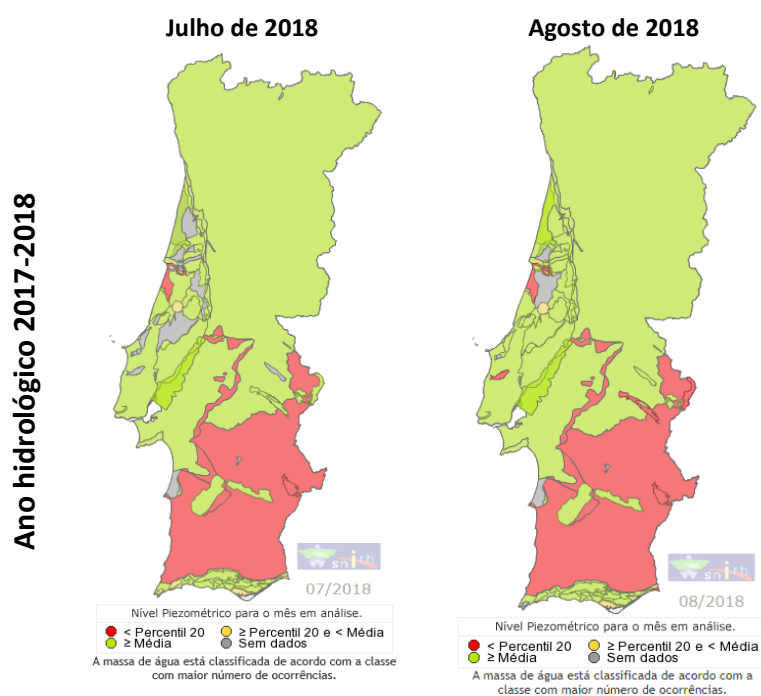 Julho de 2018
Agosto de 2018
Ano hidrológico 2017-2018
snirh
07/2018
Nível Piezométrico para o mês em análise.
< Percentil 20
≥ Percentil 20 e < Média
≥ Média
Sem dados
A massa de água está classificada de acordo com a classe
com maior número de ocorrências.
snirh
08/2018
Nível Piezométrico para o mês em análise.
< Percentil 20
≥ Percentil 20 e < Média
≥ Média
Sem dados
A massa de água está classificada de acordo com a
classe com maior número de ocorrências.